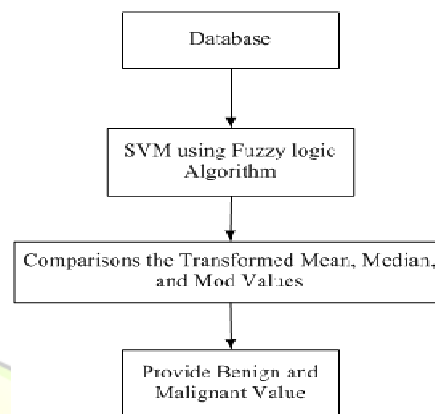 Database
SVM using Fuzzy logic
Algorithm
Comparisons the Transformed Mean, Median,
and Mod Values
Provide Benign and
Malignant Value